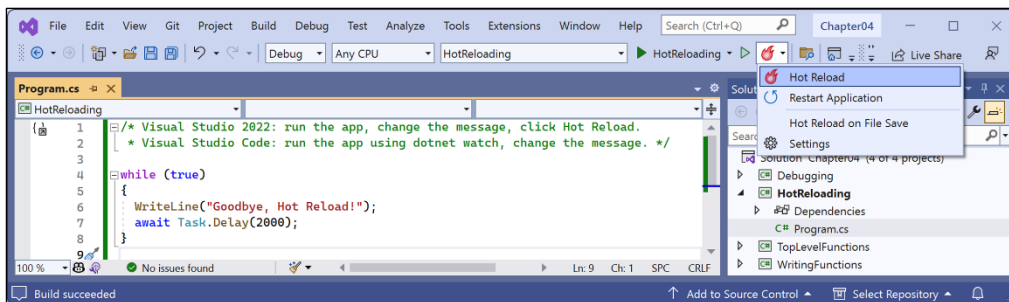 File Edit View Git Project Build Debug Test Analyze Tools Extensions Window Help Search (Ctrl+Q) Chapter04
Debug Any CPU HotReloading HotReloading Live Share
Hot Reload
Restart Application
Hot Reload on File Save
Settings
Program.cs
HotReloading
1 /* Visual Studio 2022: run the app, change the message, click Hot Reload.
2 * Visual Studio Code: run the app using dotnet watch, change the message. */
3
4 while (true)
5 {
6 WriteLine("Goodbye, Hot Reload!");
7 await Task.Delay(2000);
8 }
9
100 % No issues found Ln: 9 Ch: 1 SPC CRLF
Solut
Searc
Solution 'Chapter04' (4 of 4 projects)
C# Debugging
C# HotReloading
Dependencies
C# Program.cs
C# TopLevelFunctions
C# WritingFunctions
Build succeeded Add to Source Control Select Repository